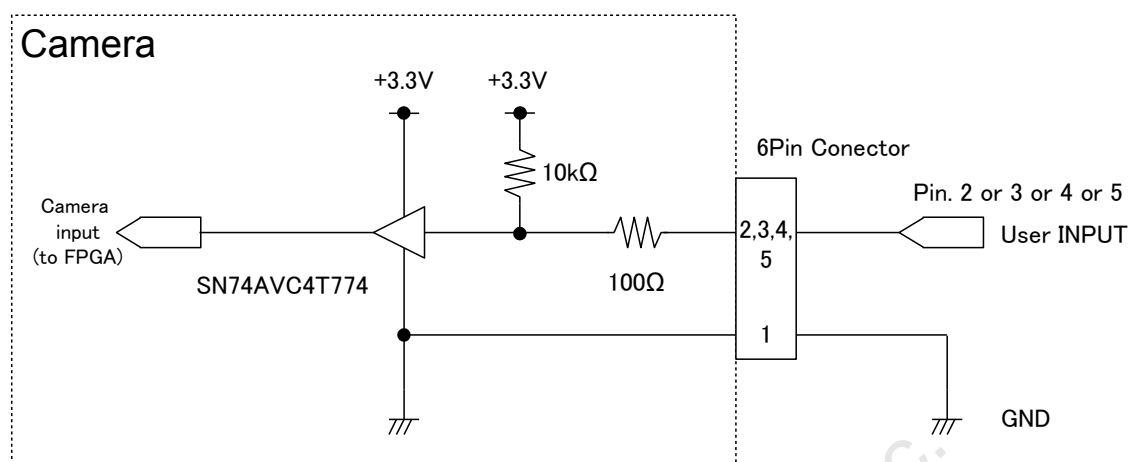 Camera
+3.3V +3.3V
6Pin Conector
10kΩ
Pin. 2 or 3 or 4 or 5
Camera
input
(to FPGA)
2,3,4,
5
User INPUT
SN74AVC4T774
100Ω
1
GND